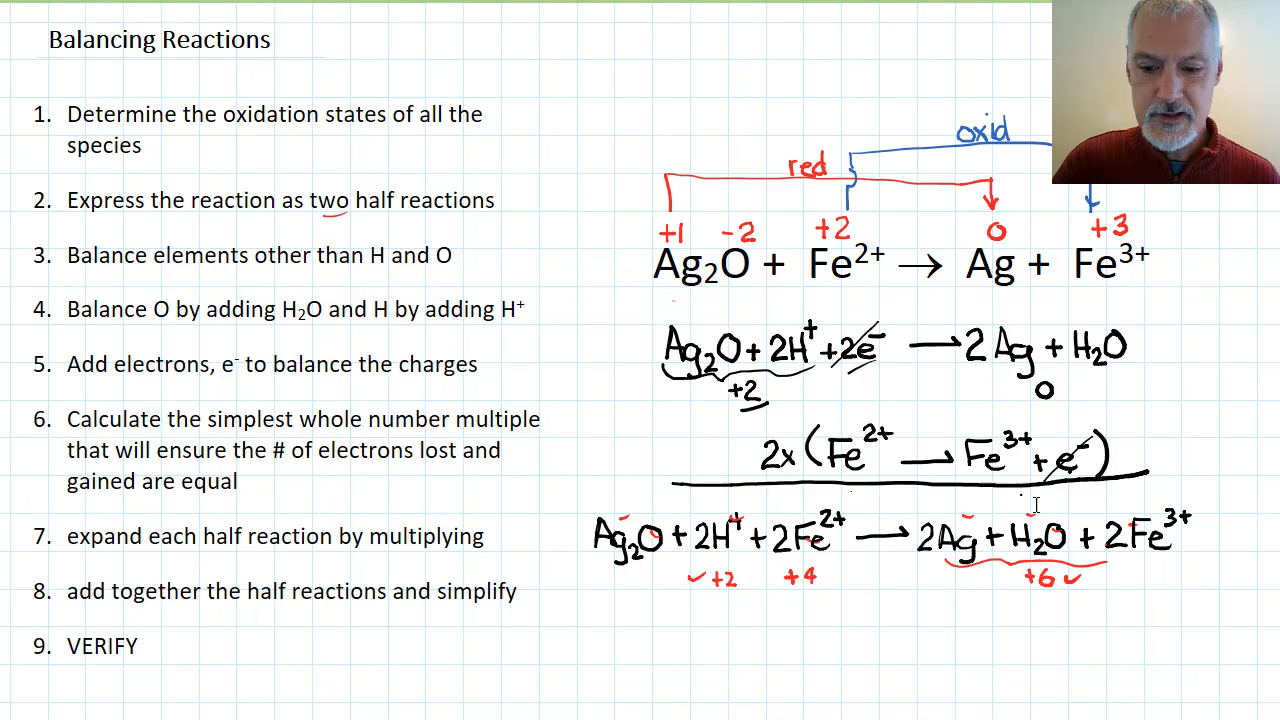 Balancing Reactions
1. Determine the oxidation states of all the
species
2. Express the reaction as two half reactions
3. Balance elements other than H and O
4. Balance O by adding H₂O and H by adding H⁺
5. Add electrons, e⁻ to balance the charges
6. Calculate the simplest whole number multiple
that will ensure the # of electrons lost and
gained are equal
7. expand each half reaction by multiplying
8. add together the half reactions and simplify
9. VERIFY
oxid
red
+1 -2 +2 0 +3
Ag₂O + Fe²⁺ → Ag + Fe³⁺
Ag₂O + 2H⁺ + 2e⁻ → 2Ag + H₂O
+2 0
2x (Fe²⁺ → Fe³⁺ + e⁻)
Ag₂O + 2H⁺ + 2Fe²⁺ → 2Ag + H₂O + 2Fe³⁺
✓+2 +4 +6 ✓